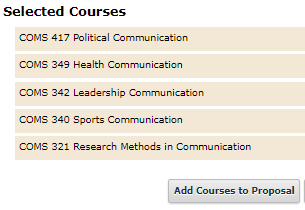 Selected Courses
COMS 417 Political Communication
COMS 349 Health Communication
COMS 342 Leadership Communication
COMS 340 Sports Communication
COMS 321 Research Methods in Communication
Add Courses to Proposal